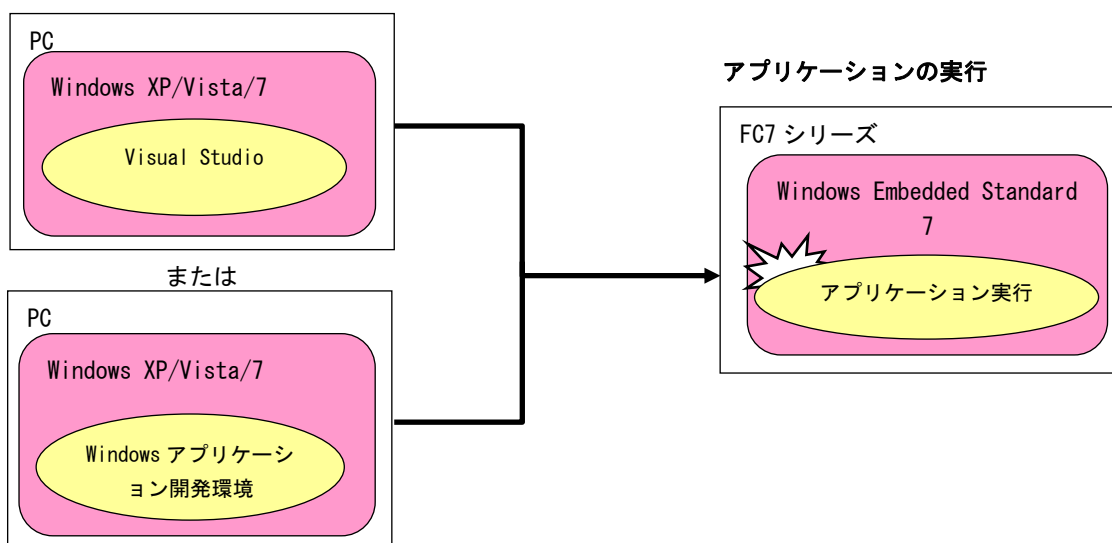 PC
Windows XP/Vista/7
Visual Studio
または
PC
Windows XP/Vista/7
Windows アプリケーシ
ョン開発環境
アプリケーションの実行
FC7 シリーズ
Windows Embedded Standard
7
アプリケーション実行